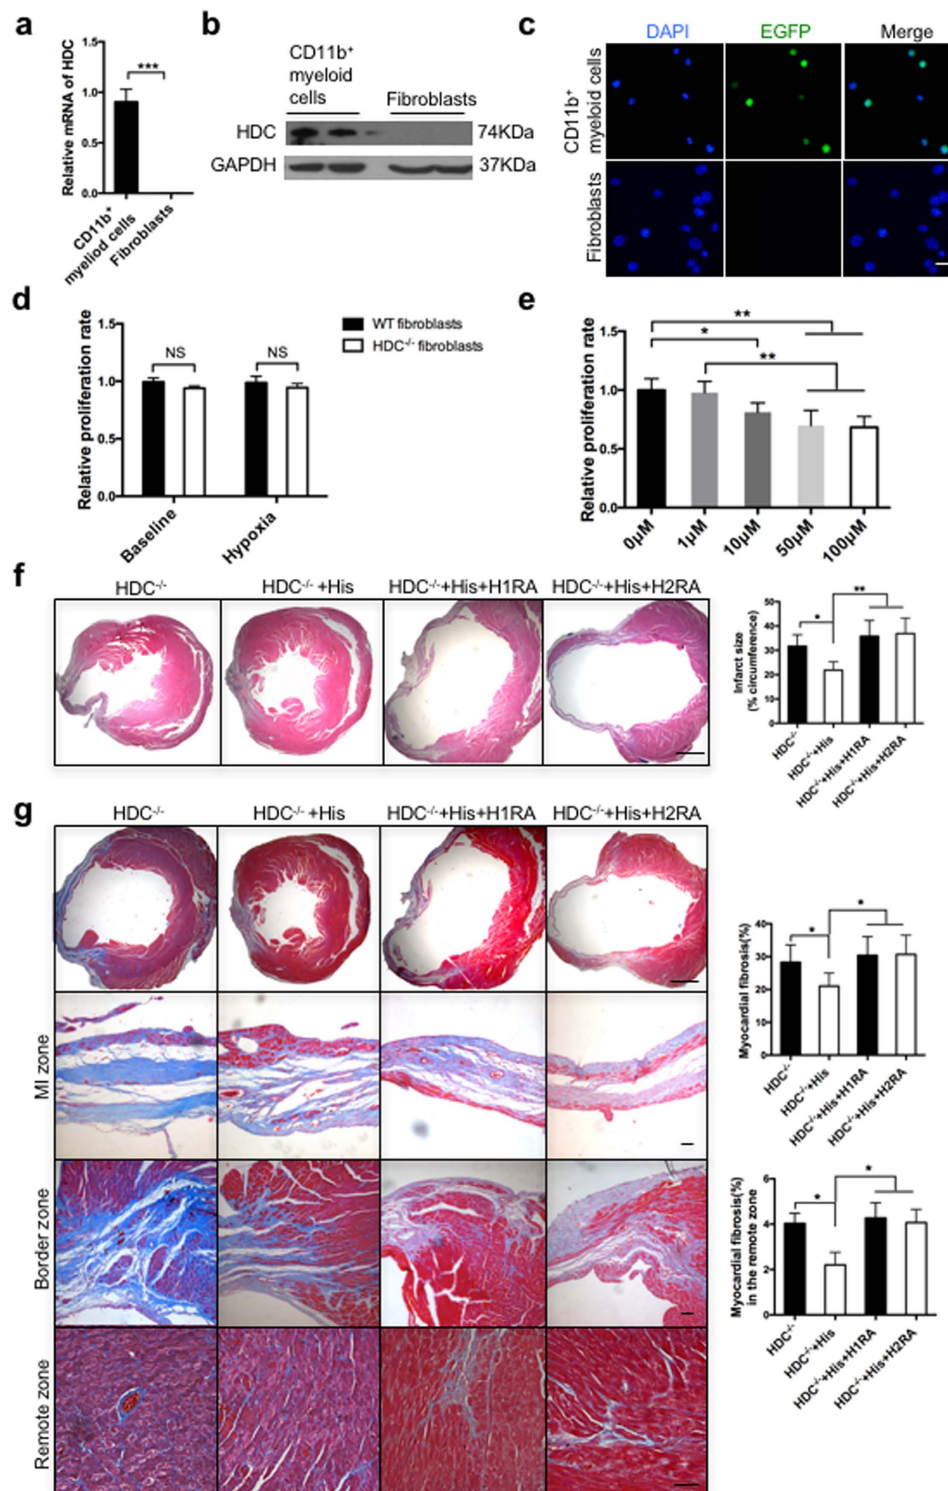 a
Relative mRNA of HDC
1.5
1.0
0.5
0.0
***
CD11b⁺
myeliod cells
Fibroblasts
b
CD11b⁺
myeloid
cells
Fibroblasts
HDC
74KDa
GAPDH
37KDa
c
DAPI
EGFP
Merge
CD11b⁺
myeloid cells
Fibroblasts
d
Relative proliferation rate
1.5
1.0
0.5
0.0
NS
NS
Baseline
Hypoxia
WT fibroblasts
HDC⁻/⁻ fibroblasts
e
Relative proliferation rate
1.5
1.0
0.5
0.0
**
*
**
0μM
1μM
10μM
50μM
100μM
f
HDC⁻/⁻
HDC⁻/⁻ +His
HDC⁻/⁻+His+H1RA
HDC⁻/⁻+His+H2RA
Infarct size
(% circumference)
50
40
30
20
10
0
*
**
HDC⁻/⁻
HDC⁻/⁻+His
HDC⁻/⁻+His+H1RA
HDC⁻/⁻+His+H2RA
g
HDC⁻/⁻
HDC⁻/⁻ +His
HDC⁻/⁻+His+H1RA
HDC⁻/⁻+His+H2RA
MI zone
Border zone
Remote zone
Myocardial fibrosis(%)
40
30
20
10
0
*
*
HDC⁻/⁻
HDC⁻/⁻+His
HDC⁻/⁻+His+H1RA
HDC⁻/⁻+His+H2RA
Myocardial fibrosis(%)
in the remote zone
6
4
2
0
*
*
HDC⁻/⁻
HDC⁻/⁻+His
HDC⁻/⁻+His+H1RA
HDC⁻/⁻+His+H2RA